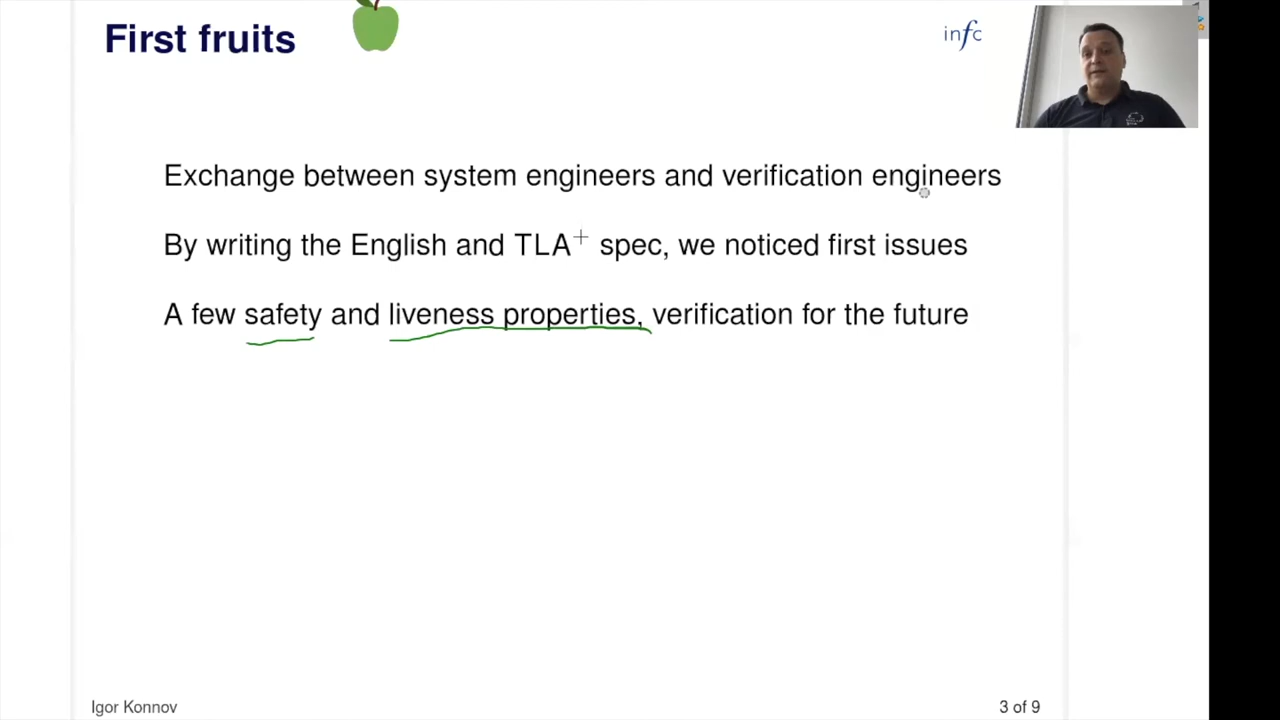 First fruits
infc
Exchange between system engineers and verification engineers
By writing the English and TLA+ spec, we noticed first issues
A few safety and liveness properties, verification for the future
Igor Konnov
3 of 9